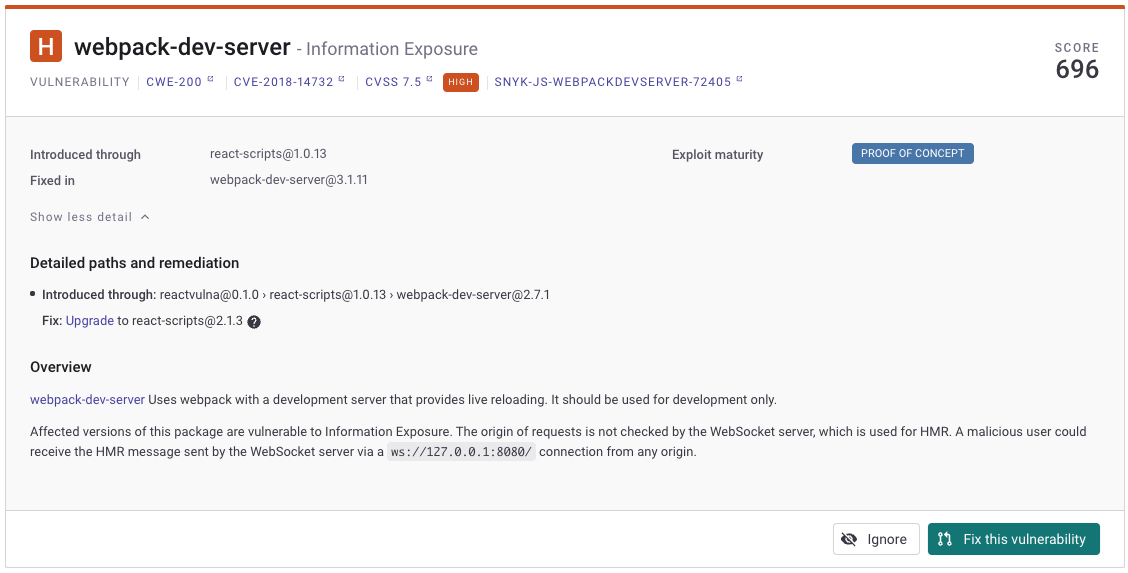 H webpack-dev-server - Information Exposure
SCORE
696
VULNERABILITY CWE-200 CVE-2018-14732 CVSS 7.5 HIGH SNYK-JS-WEBPACKDEVSERVER-72405
Introduced through react-scripts@1.0.13 Exploit maturity PROOF OF CONCEPT
Fixed in webpack-dev-server@3.1.11
Show less detail
Detailed paths and remediation
Introduced through: reactvulna@0.1.0 › react-scripts@1.0.13 › webpack-dev-server@2.7.1
Fix: Upgrade to react-scripts@2.1.3 ?
Overview
webpack-dev-server Uses webpack with a development server that provides live reloading. It should be used for development only.
Affected versions of this package are vulnerable to Information Exposure. The origin of requests is not checked by the WebSocket server, which is used for HMR. A malicious user could
receive the HMR message sent by the WebSocket server via a ws://127.0.0.1:8080/ connection from any origin.
Ignore Fix this vulnerability